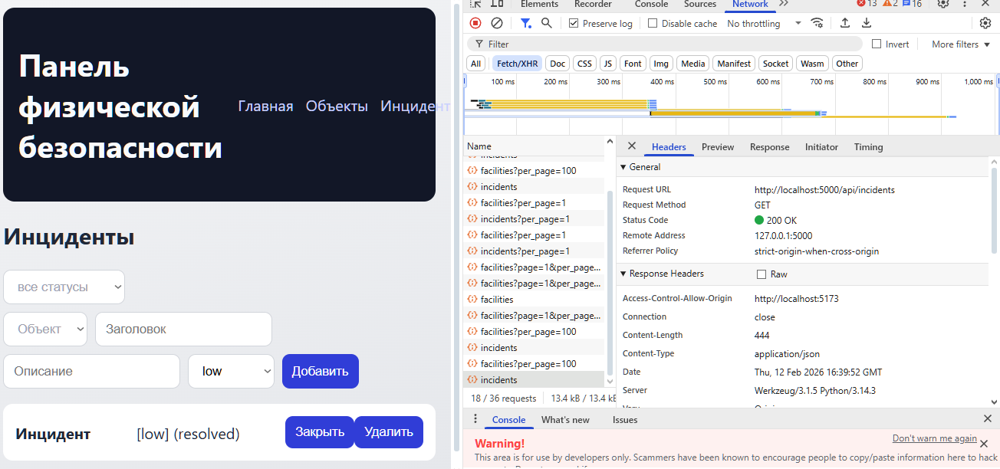 Панель
физической
безопасности
Главная Объекты Инцидент
Инциденты
все статусы
Объект Заголовок
Описание low Добавить
Инцидент [low] (resolved) Закрыть Удалить
Elements Recorder Console Sources Network 13 2 16
Preserve log Disable cache No throttling
Filter Invert More filters
All Fetch/XHR Doc CSS JS Font Img Media Manifest Socket Wasm Other
100 ms 200 ms 300 ms 400 ms 500 ms 600 ms 700 ms 800 ms 900 ms 1,000 ms
Name
incidents
facilities?per_page=100
incidents
facilities?per_page=1
incidents?per_page=1
facilities?per_page=1
incidents?per_page=1
facilities?page=1&per_page...
facilities?page=1&per_page...
facilities
facilities?page=1&per_page...
facilities?per_page=100
incidents
facilities?per_page=100
incidents
18 / 36 requests 13.4 kB / 13.4 kB
Headers Preview Response Initiator Timing
General
Request URL http://localhost:5000/api/incidents
Request Method GET
Status Code 200 OK
Remote Address 127.0.0.1:5000
Referrer Policy strict-origin-when-cross-origin
Response Headers Raw
Access-Control-Allow-Origin http://localhost:5173
Connection close
Content-Length 444
Content-Type application/json
Date Thu, 12 Feb 2026 16:39:52 GMT
Server Werkzeug/3.1.5 Python/3.14.3
Vary Origin
Console What's new Issues
Warning! Don't warn me again
This area is for use by developers only. Scammers have been known to encourage people to copy/paste information here to hack